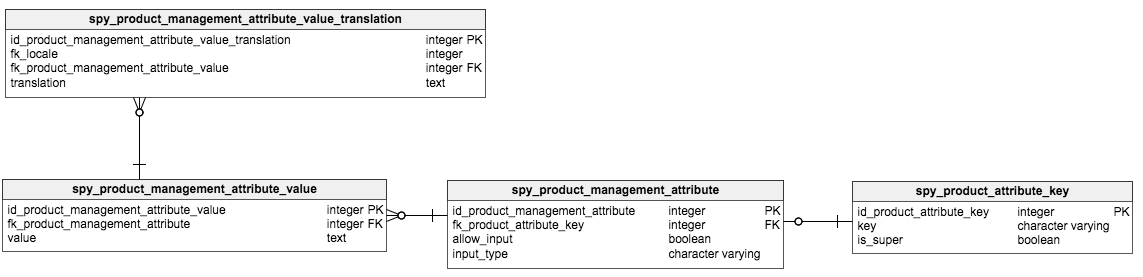 spy_product_management_attribute_value_translation
id_product_management_attribute_value_translation integer PK
fk_locale integer
fk_product_management_attribute_value integer FK
translation text
spy_product_management_attribute_value
id_product_management_attribute_value integer PK
fk_product_management_attribute integer FK
value text
spy_product_management_attribute
id_product_management_attribute integer PK
fk_product_attribute_key integer FK
allow_input boolean
input_type character varying
spy_product_attribute_key
id_product_attribute_key integer PK
key character varying
is_super boolean